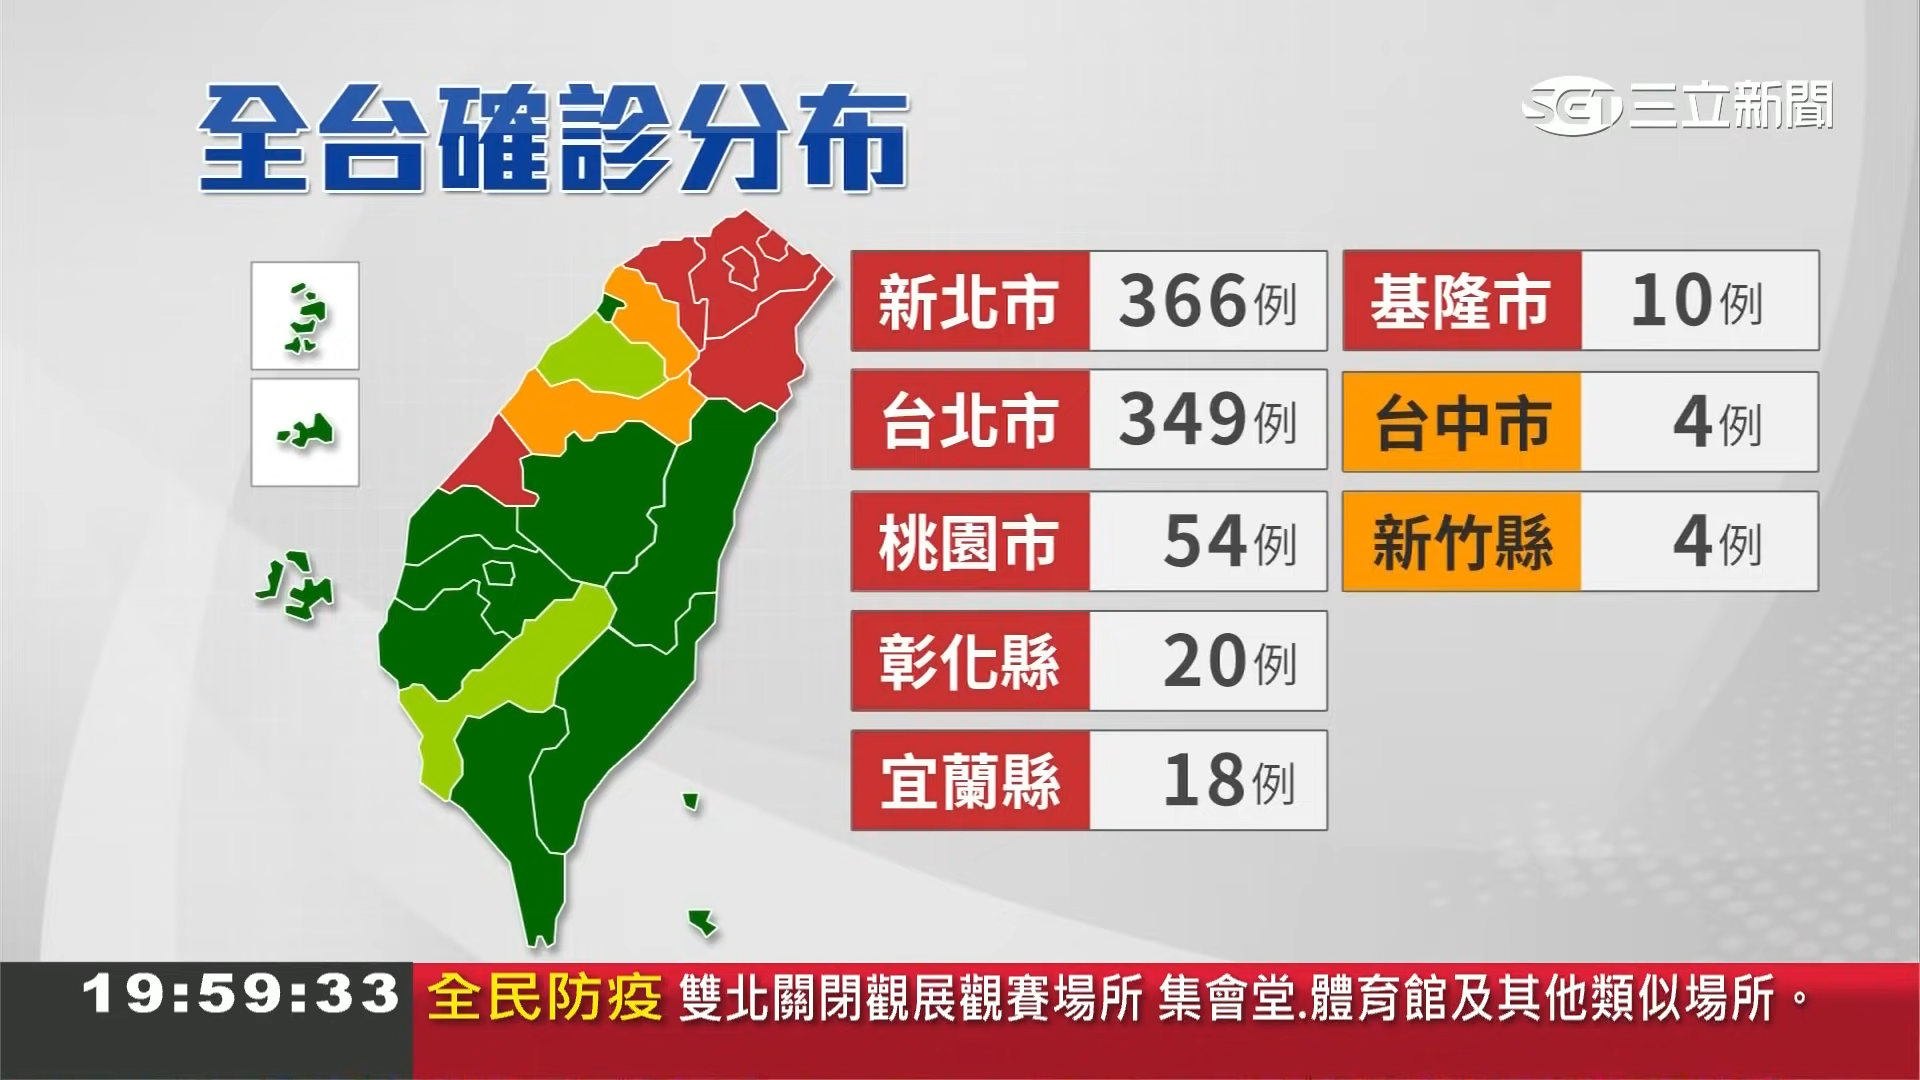 全台確診分布
SET三立新聞
新北市 366例
台北市 349例
桃園市 54例
彰化縣 20例
宜蘭縣 18例
基隆市 10例
台中市 4例
新竹縣 4例
19:59:33
全民防疫 雙北關閉觀展觀賽場所 集會堂.體育館及其他類似場所。